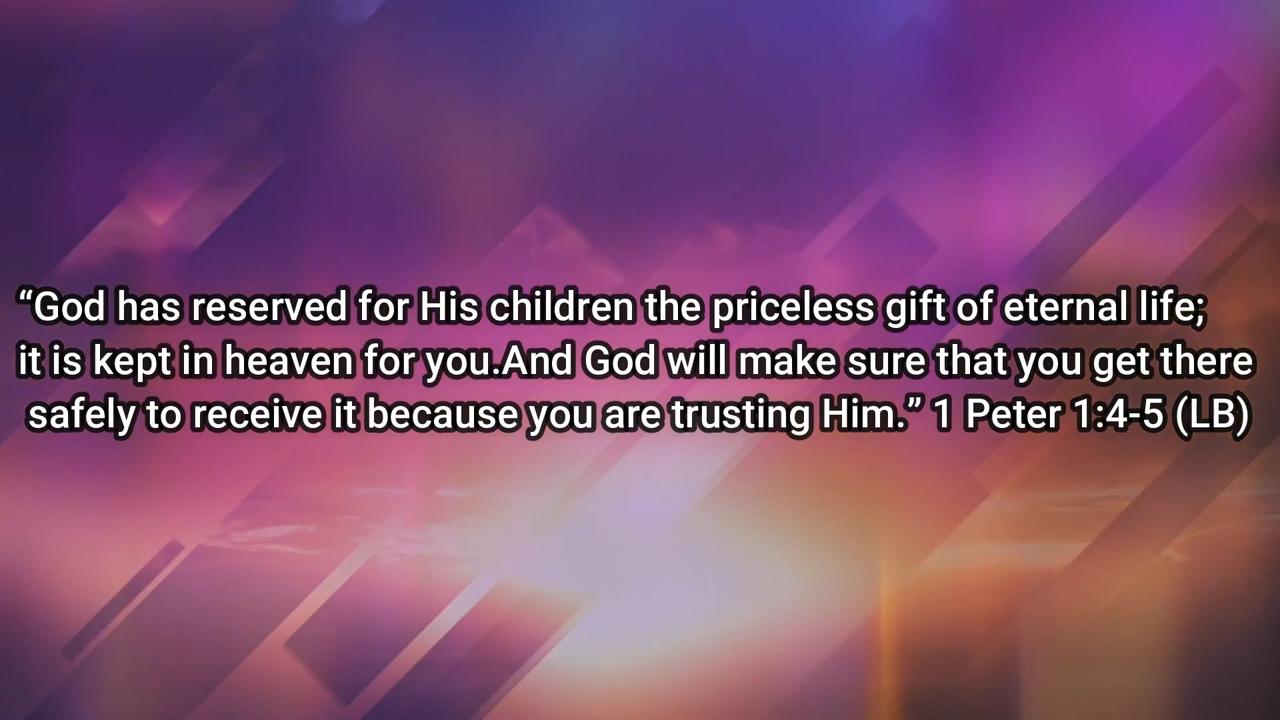 “God has reserved for His children the priceless gift of eternal life;
it is kept in heaven for you.And God will make sure that you get there
safely to receive it because you are trusting Him.” 1 Peter 1:4-5 (LB)